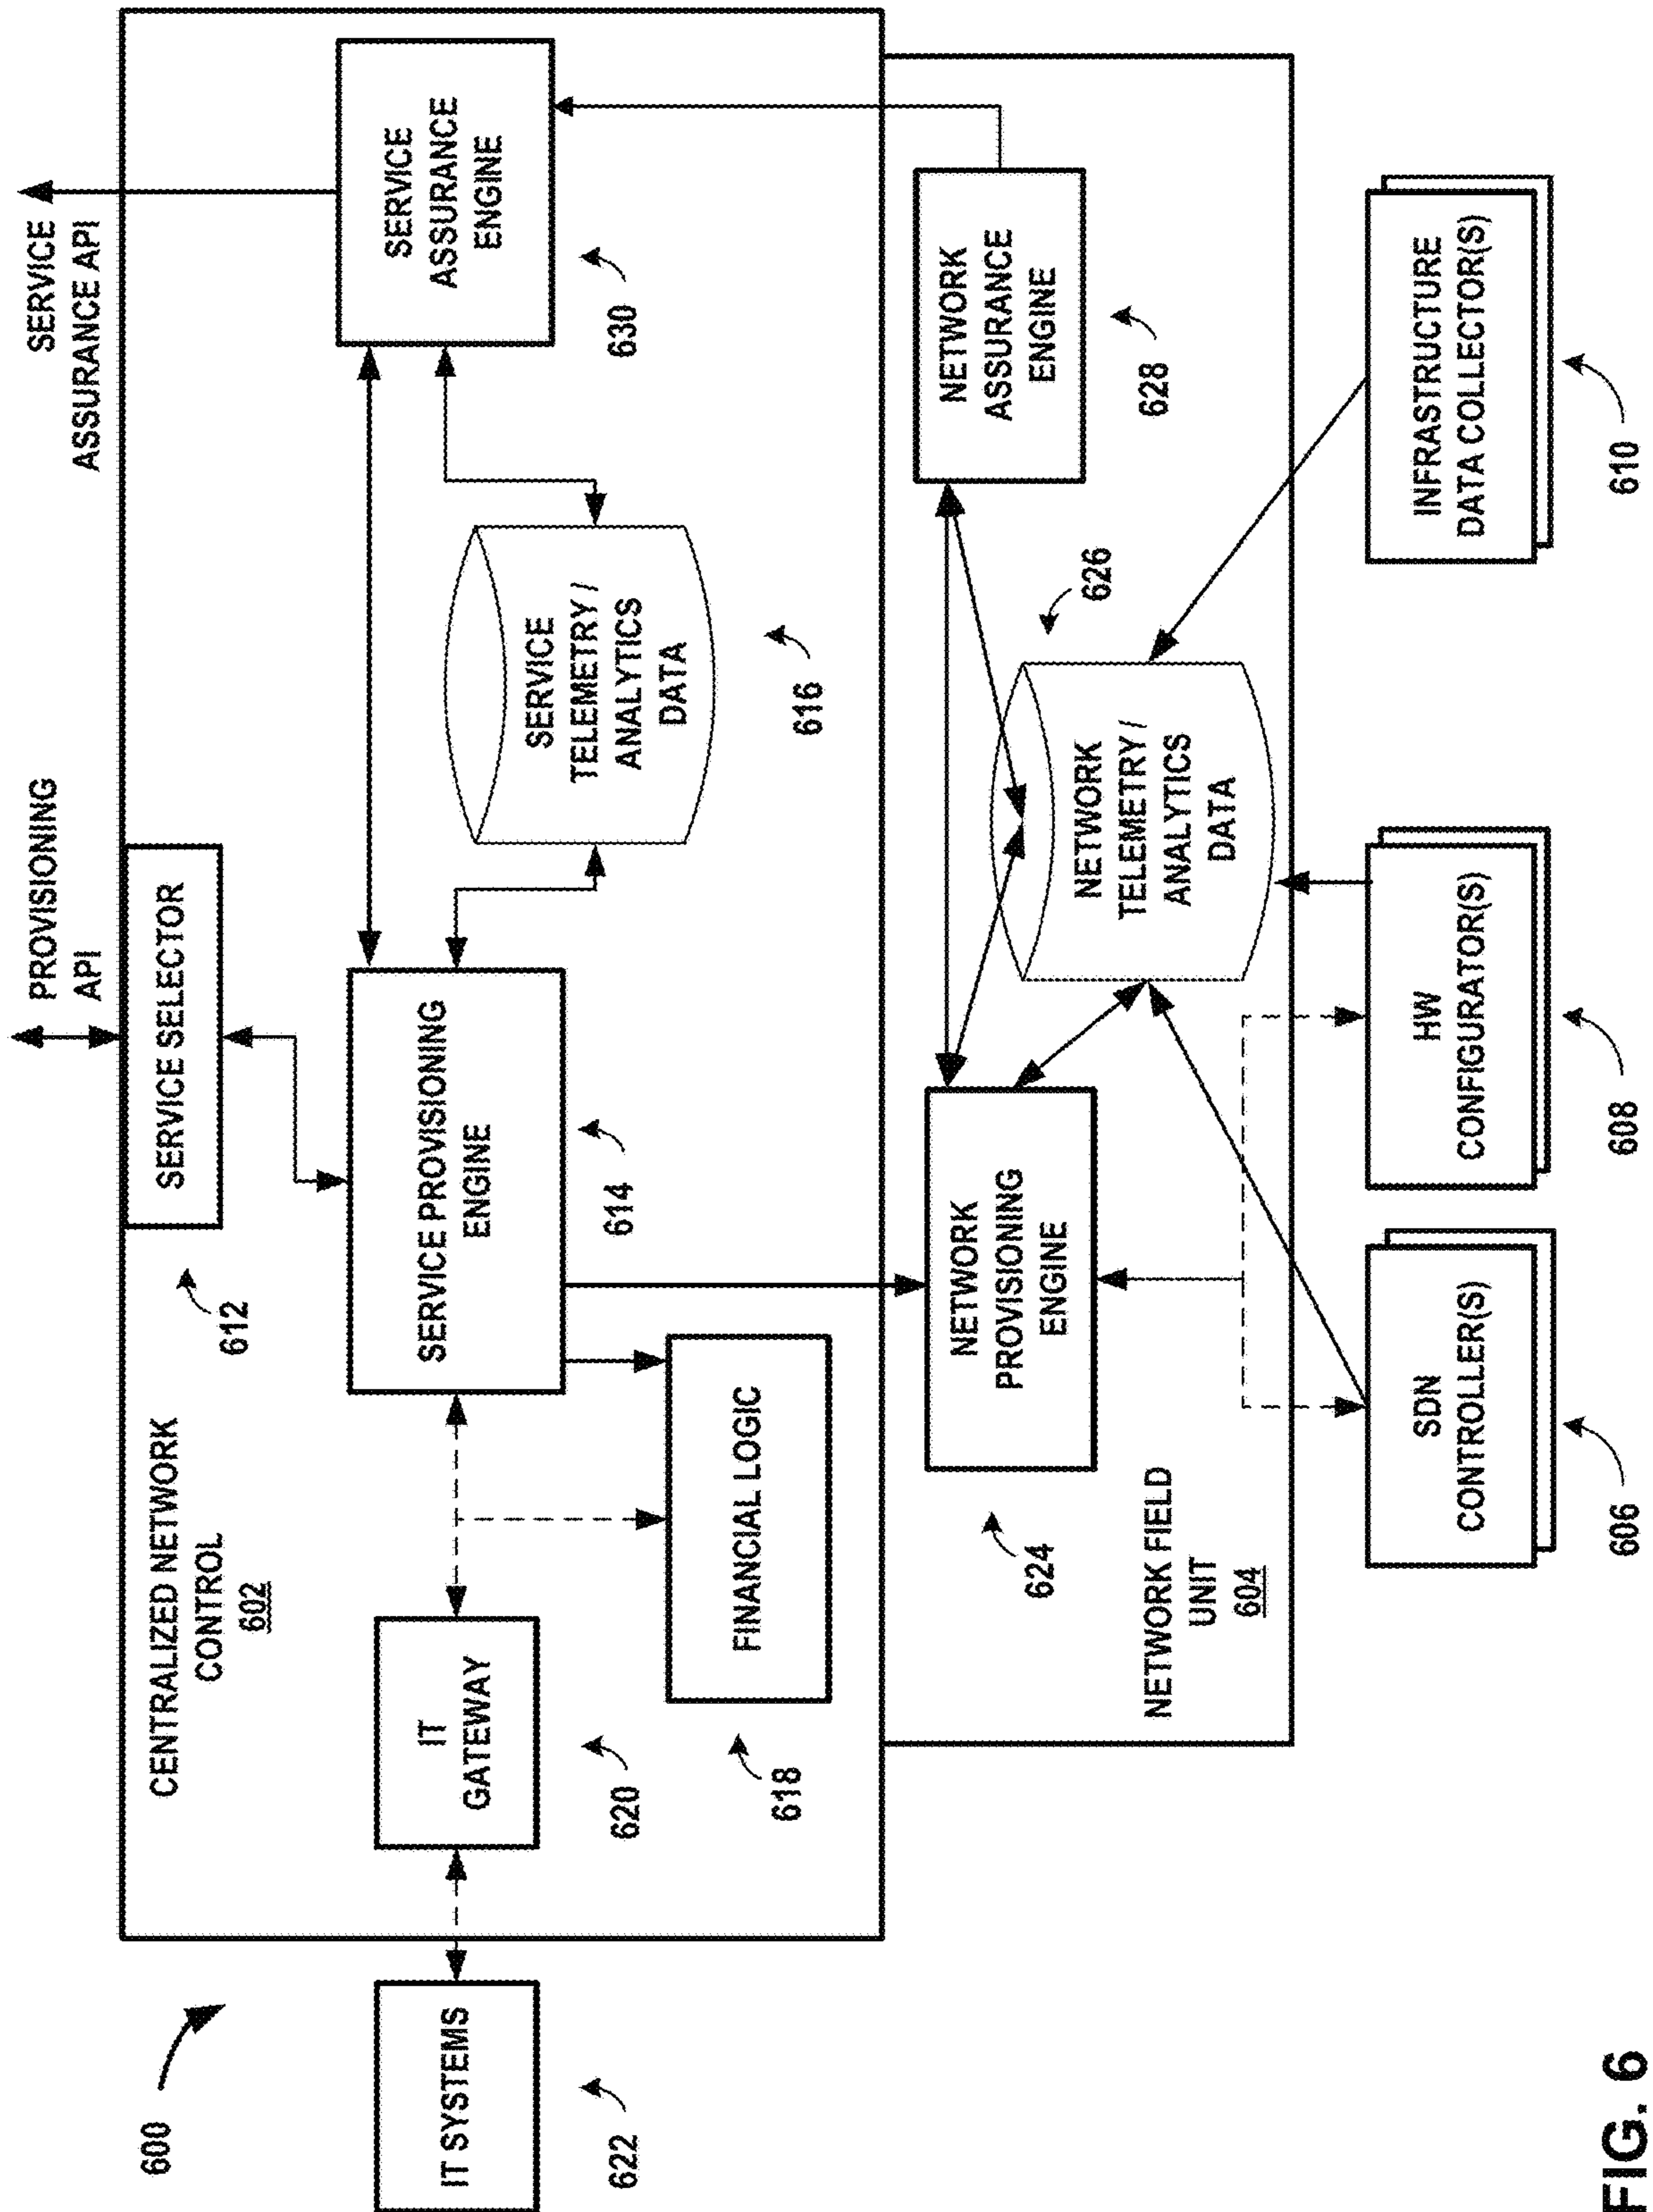 600
PROVISIONING
API
SERVICE
ASSURANCE API
CENTRALIZED NETWORK
CONTROL
602
612
SERVICE SELECTOR
IT SYSTEMS
622
IT
GATEWAY
620
SERVICE PROVISIONING
ENGINE
614
SERVICE
TELEMETRY /
ANALYTICS
DATA
616
SERVICE
ASSURANCE
ENGINE
630
FINANCIAL LOGIC
618
NETWORK FIELD
UNIT
604
624
NETWORK
PROVISIONING
ENGINE
NETWORK
TELEMETRY /
ANALYTICS
DATA
626
NETWORK
ASSURANCE
ENGINE
628
SDN
CONTROLLER(S)
606
HW
CONFIGURATOR(S)
608
INFRASTRUCTURE
DATA COLLECTOR(S)
610
FIG. 6